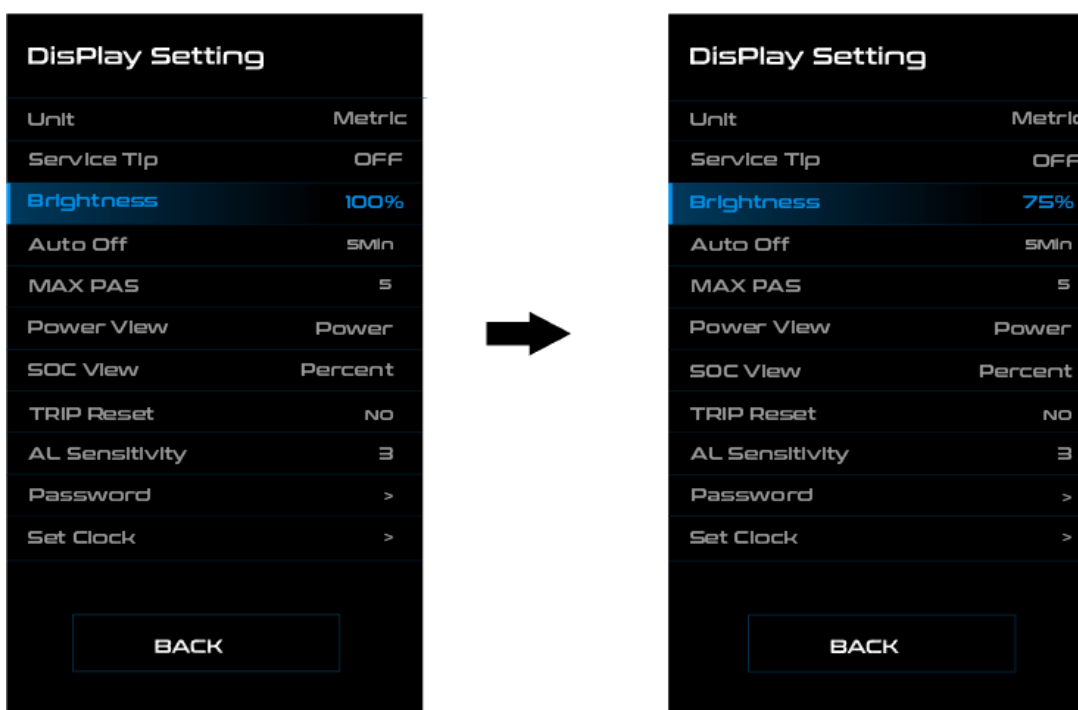 DisPlay Setting
Unit Metric
Service Tip OFF
Brightness 100%
Auto Off 5Min
MAX PAS 5
Power View Power
SOC View Percent
TRIP Reset NO
AL Sensitivity 3
Password >
Set Clock >
BACK
DisPlay Setting
Unit Metric
Service Tip OFF
Brightness 75%
Auto Off 5Min
MAX PAS 5
Power View Power
SOC View Percent
TRIP Reset NO
AL Sensitivity 3
Password >
Set Clock >
BACK